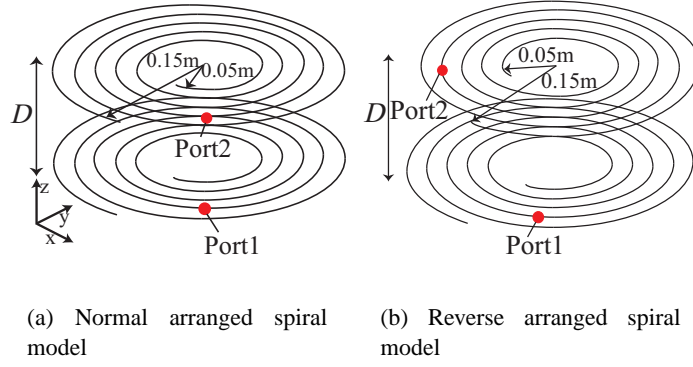 0.15m
0.05m
D
Port2
z
y
x
Port1
0.05m
0.15m
D
Port2
Port1
(a) Normal arranged spiral
model
(b) Reverse arranged spiral
model